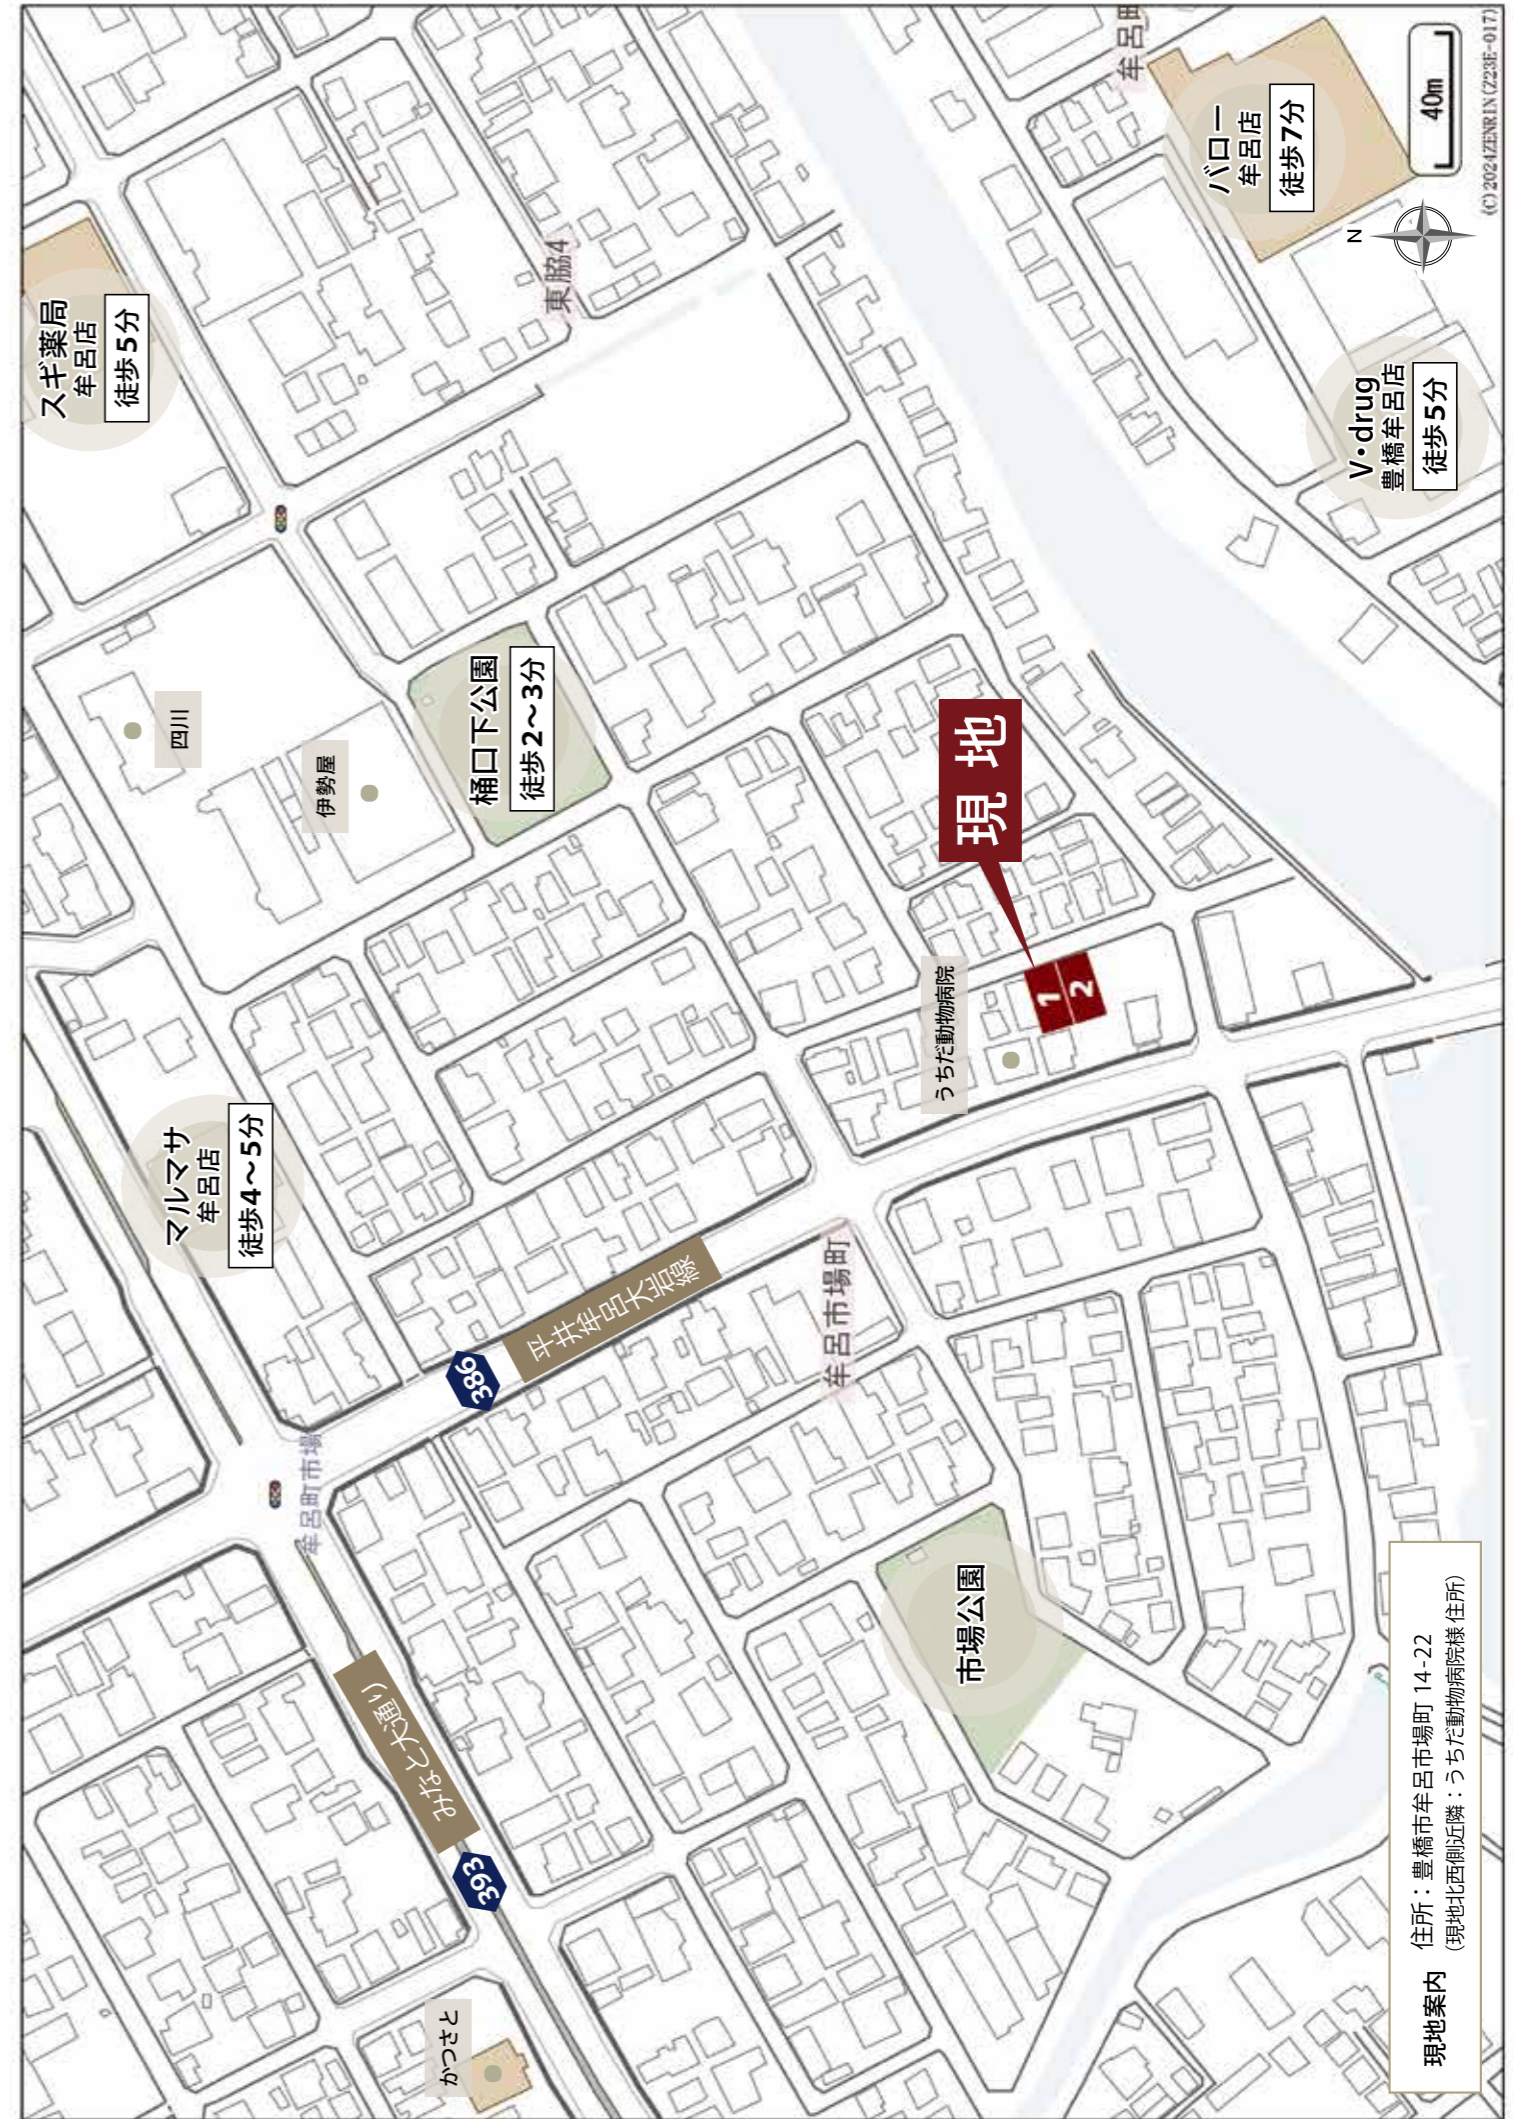 スギ薬局
牟呂店
徒歩5分
四川
伊勢屋
桶口下公園
徒歩2〜3分
東脇4
バロー
牟呂店
徒歩7分
40m
N
(C)2024ZENRIN(Z23E-017)
V・drug
豊橋牟呂店
徒歩5分
現地
1
2
うちだ動物病院
マルマサ
牟呂店
徒歩4〜5分
386
平井牟呂大岩線
牟呂市場町
牟呂町市場
市場公園
みなと大通り
393
かつさと
現地案内 住所：豊橋市牟呂市場町 14-22
（現地北西側近隣：うちだ動物病院様 住所）